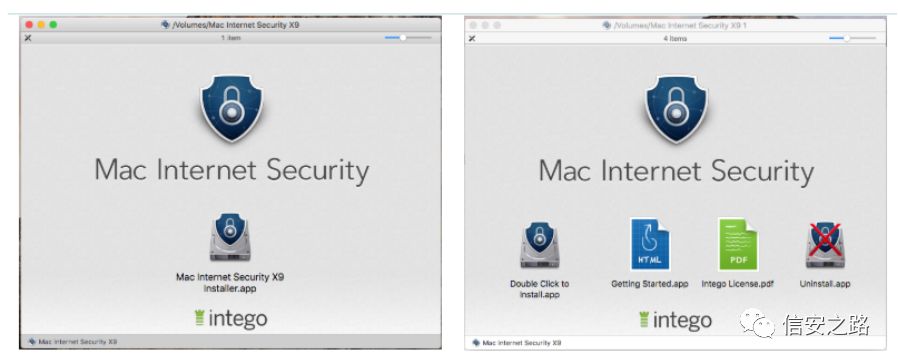 /Volumes/Mac Internet Security X9
1 item
Mac Internet Security
Mac Internet Security X9
Installer.app
intego
Mac Internet Security X9
/Volumes/Mac Internet Security X9 1
4 items
Mac Internet Security
HTML
PDF
Double Click to
Install.app
Getting Started.app
Intego License.pdf
Uninstall.app
intego
信安之路
Mac Internet Security X9